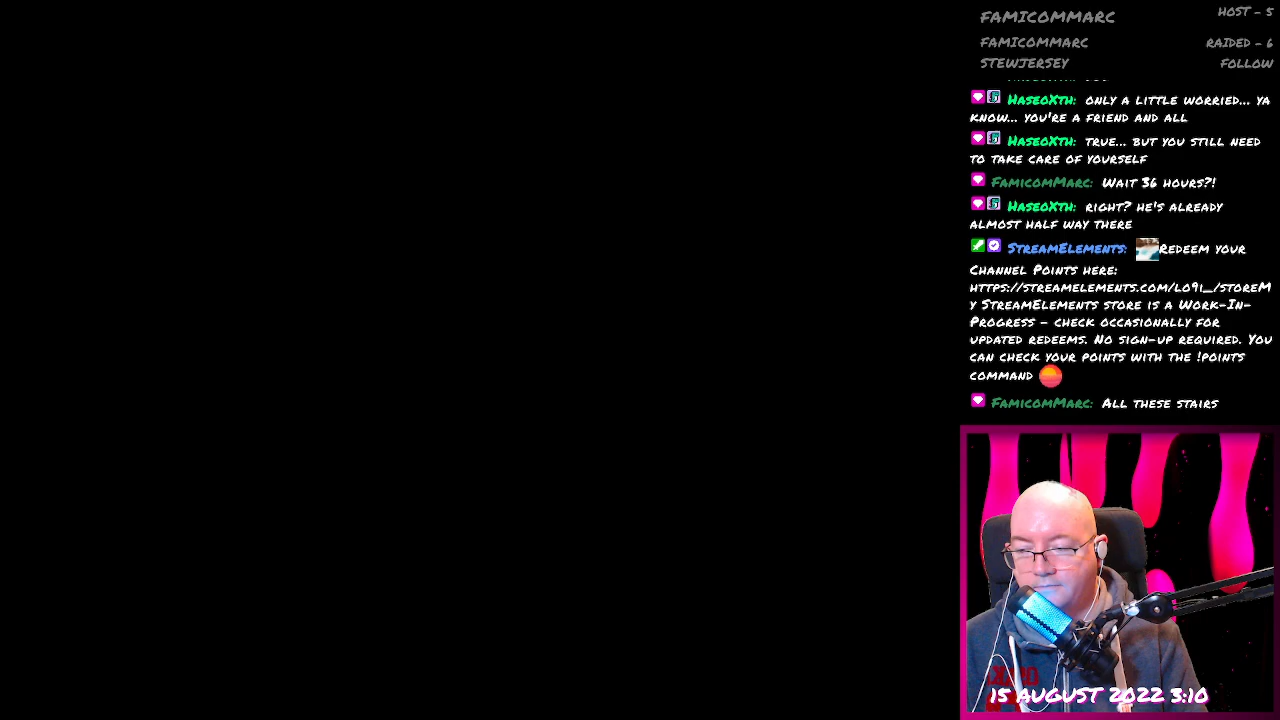 FAMICOMMARC HOST - 5
FAMICOMMARC RAIDED - 6
STEWJERSEY FOLLOW
HaseoXth: only a little worried... ya
know... you're a friend and all
HaseoXth: true... but you still need
to take care of yourself
FamicomMarc: Wait 36 hours?!
HaseoXth: right? he's already
almost half way there
StreamElements: Redeem your
Channel Points here:
https://streamelements.com/lo9i_/storeM
y StreamElements store is a Work-In-
Progress - check occasionally for
updated redeems. No sign-up required. You
can check your points with the !points
command
FamicomMarc: All these stairs
15 AUGUST 2022 3:10